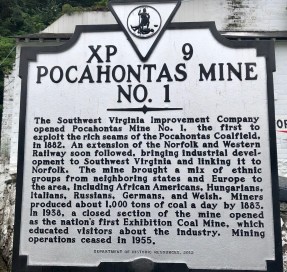 XP 9
POCAHONTAS MINE
NO. 1
The Southwest Virginia Improvement Company
opened Pocahontas Mine No. 1, the first to
exploit the rich seams of the Pocahontas Coalfield,
in 1882. An extension of the Norfolk and Western
Railway soon followed, bringing industrial devel-
opment to Southwest Virginia and linking it to
Norfolk. The mine brought a mix of ethnic
groups from neighboring states and Europe to
the area, including African Americans, Hungarians,
Italians, Russians, Germans, and Welsh. Miners
produced about 1,000 tons of coal a day by 1883.
In 1938, a closed section of the mine opened
as the nation's first Exhibition Coal Mine, which
educated visitors about the industry. Mining
operations ceased in 1955.
DEPARTMENT OF HISTORIC RESOURCES,